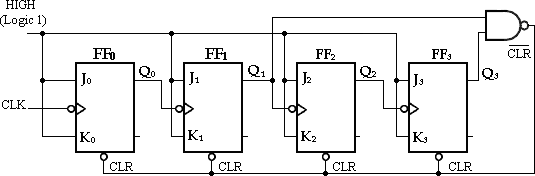 HIGH
(Logic 1)
FF0 FF1 FF2 FF3
CLR
J0 Q0 J1 Q1 J2 Q2 J3 Q3
CLK
K0 K1 K2 K3
CLR CLR CLR CLR